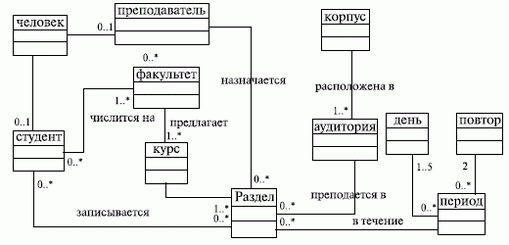 преподаватель
корпус
человек
0..1
0..*
факультет
назначается
расположена в
1..*
1..*
0..1
числится на
предлагает
день
повтор
студент
1..*
аудитория
0..*
курс
1..5
2
0..*
0..*
0..*
Раздел
преподается в
период
1..*
0..*
0..*
записывается
0..*
в течение
0..*